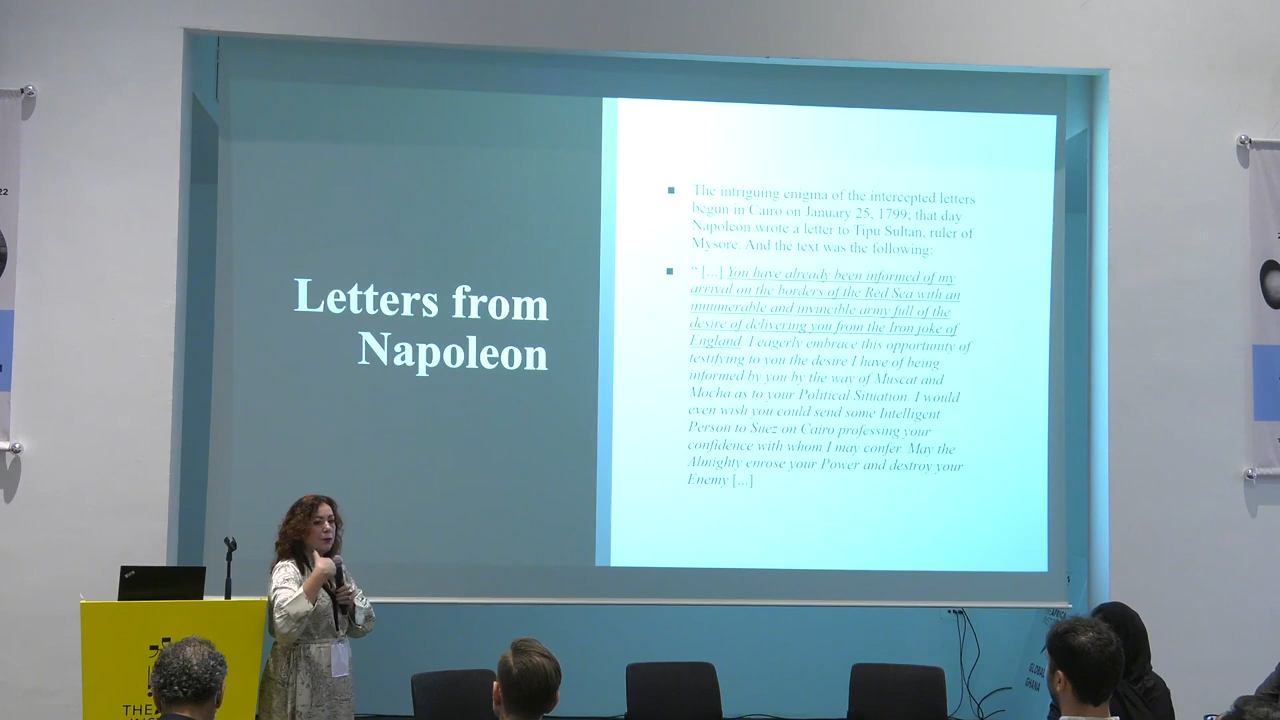 Letters from
Napoleon
The intriguing enigma of the intercepted letters
begun in Cairo on January 25, 1799, that day
Napoleon wrote a letter to Tipu Sultan, ruler of
Mysore. And the text was the following:
“ [...] You have already been informed of my
arrival on the borders of the Red Sea with an
innumerable and invincible army full of the
desire of delivering you from the Iron joke of
England. I eagerly embrace this opportunity of
testifying to you the desire I have of being
informed by you by the way of Muscat and
Mocha as to your Political Situation. I would
even wish you could send some Intelligent
Person to Suez on Cairo professing your
confidence with whom I may confer. May the
Almighty enrose your Power and destroy your
Enemy [...]
22
THE
GLOBAL
GHANA